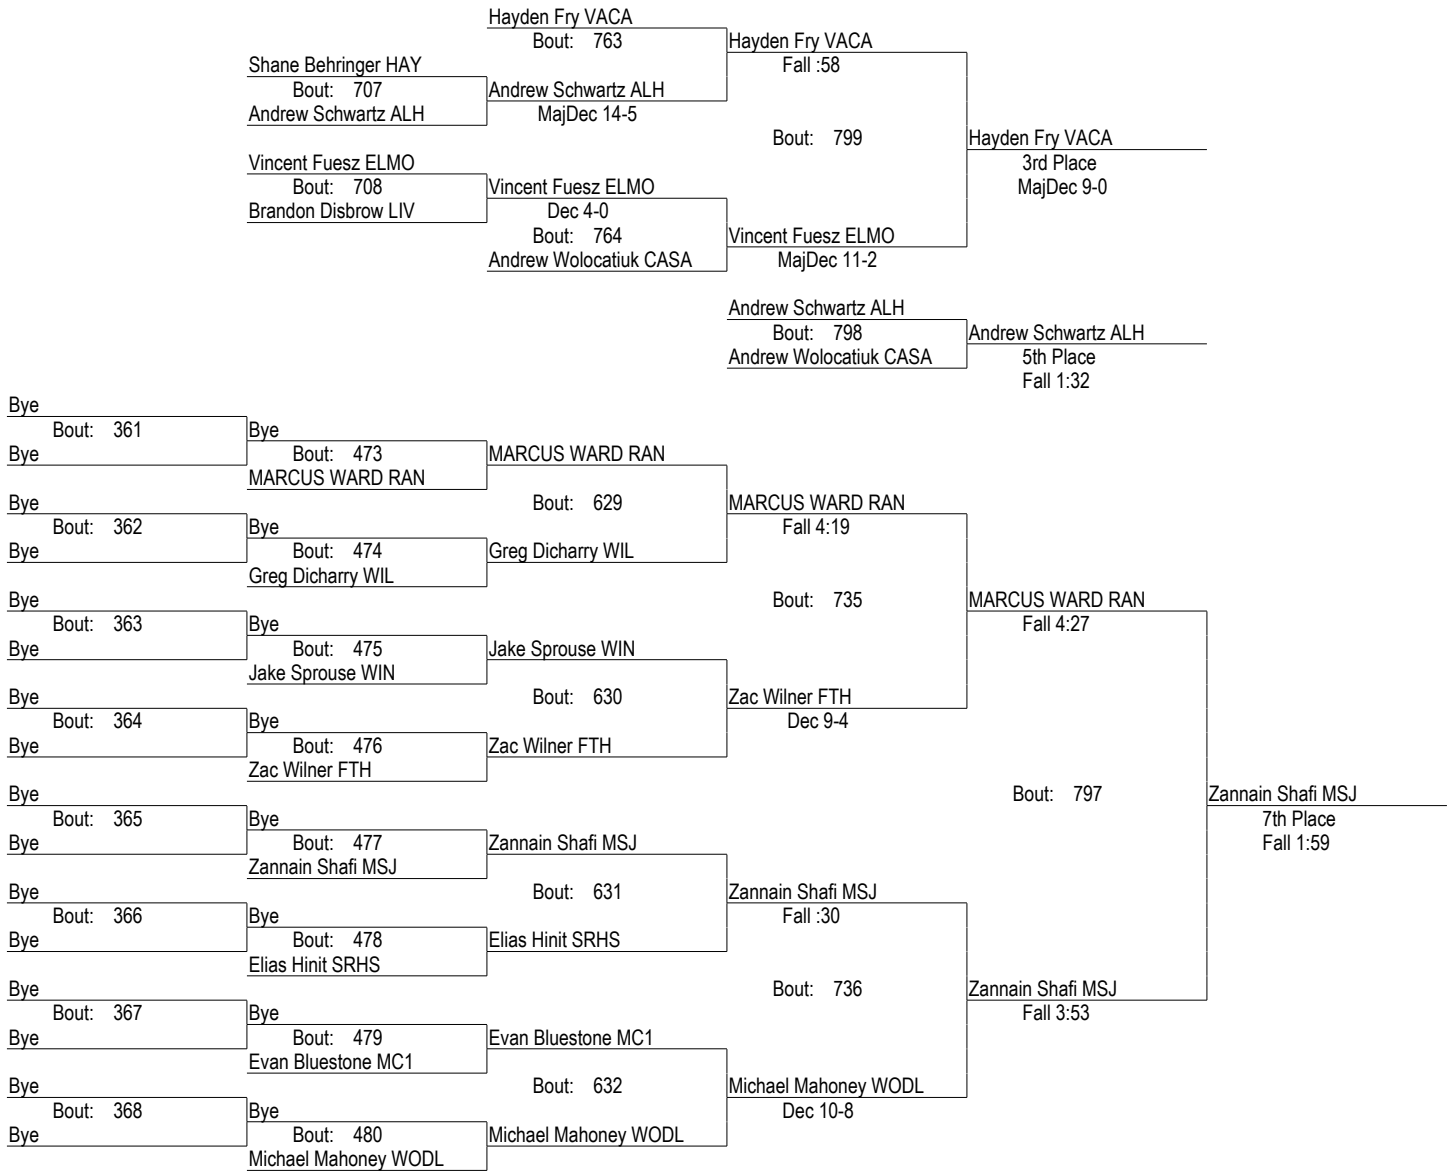 Hayden Fry VACA
Bout: 763 Hayden Fry VACA
Shane Behringer HAY Fall :58
Bout: 707 Andrew Schwartz ALH
Andrew Schwartz ALH MajDec 14-5
Bout: 799 Hayden Fry VACA
Vincent Fuesz ELMO 3rd Place
Bout: 708 Vincent Fuesz ELMO MajDec 9-0
Brandon Disbrow LIV Dec 4-0
Bout: 764 Vincent Fuesz ELMO
Andrew Wolocatiuk CASA MajDec 11-2
Andrew Schwartz ALH
Bout: 798 Andrew Schwartz ALH
Andrew Wolocatiuk CASA 5th Place
Fall 1:32
Bye
Bout: 361 Bye
Bye Bout: 473 MARCUS WARD RAN
MARCUS WARD RAN
Bye Bout: 629 MARCUS WARD RAN
Bout: 362 Bye Fall 4:19
Bye Bout: 474 Greg Dicharry WIL
Greg Dicharry WIL
Bye Bout: 735 MARCUS WARD RAN
Bout: 363 Bye Fall 4:27
Bye Bout: 475 Jake Sprouse WIN
Jake Sprouse WIN
Bye Bout: 630 Zac Wilner FTH
Bout: 364 Bye Dec 9-4
Bye Bout: 476 Zac Wilner FTH
Zac Wilner FTH
Bye Bout: 797 Zannain Shafi MSJ
Bout: 365 Bye 7th Place
Bye Bout: 477 Zannain Shafi MSJ Fall 1:59
Zannain Shafi MSJ
Bye Bout: 631 Zannain Shafi MSJ
Bout: 366 Bye Fall :30
Bye Bout: 478 Elias Hinit SRHS
Elias Hinit SRHS
Bye Bout: 736 Zannain Shafi MSJ
Bout: 367 Bye Fall 3:53
Bye Bout: 479 Evan Bluestone MC1
Evan Bluestone MC1
Bye Bout: 632 Michael Mahoney WODL
Bout: 368 Bye Dec 10-8
Bye Bout: 480 Michael Mahoney WODL
Michael Mahoney WODL